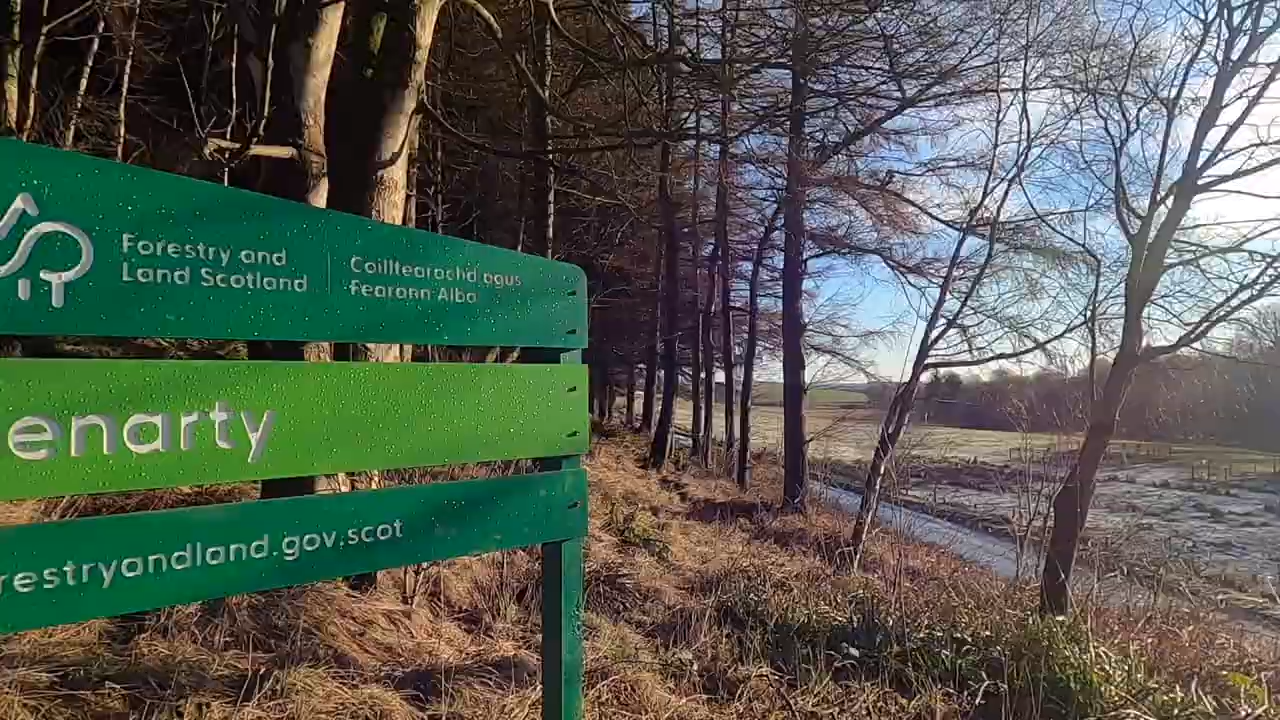 Forestry and
Land Scotland
Coilltearachd agus
Fearann Alba
enarty
restryandland.gov.scot